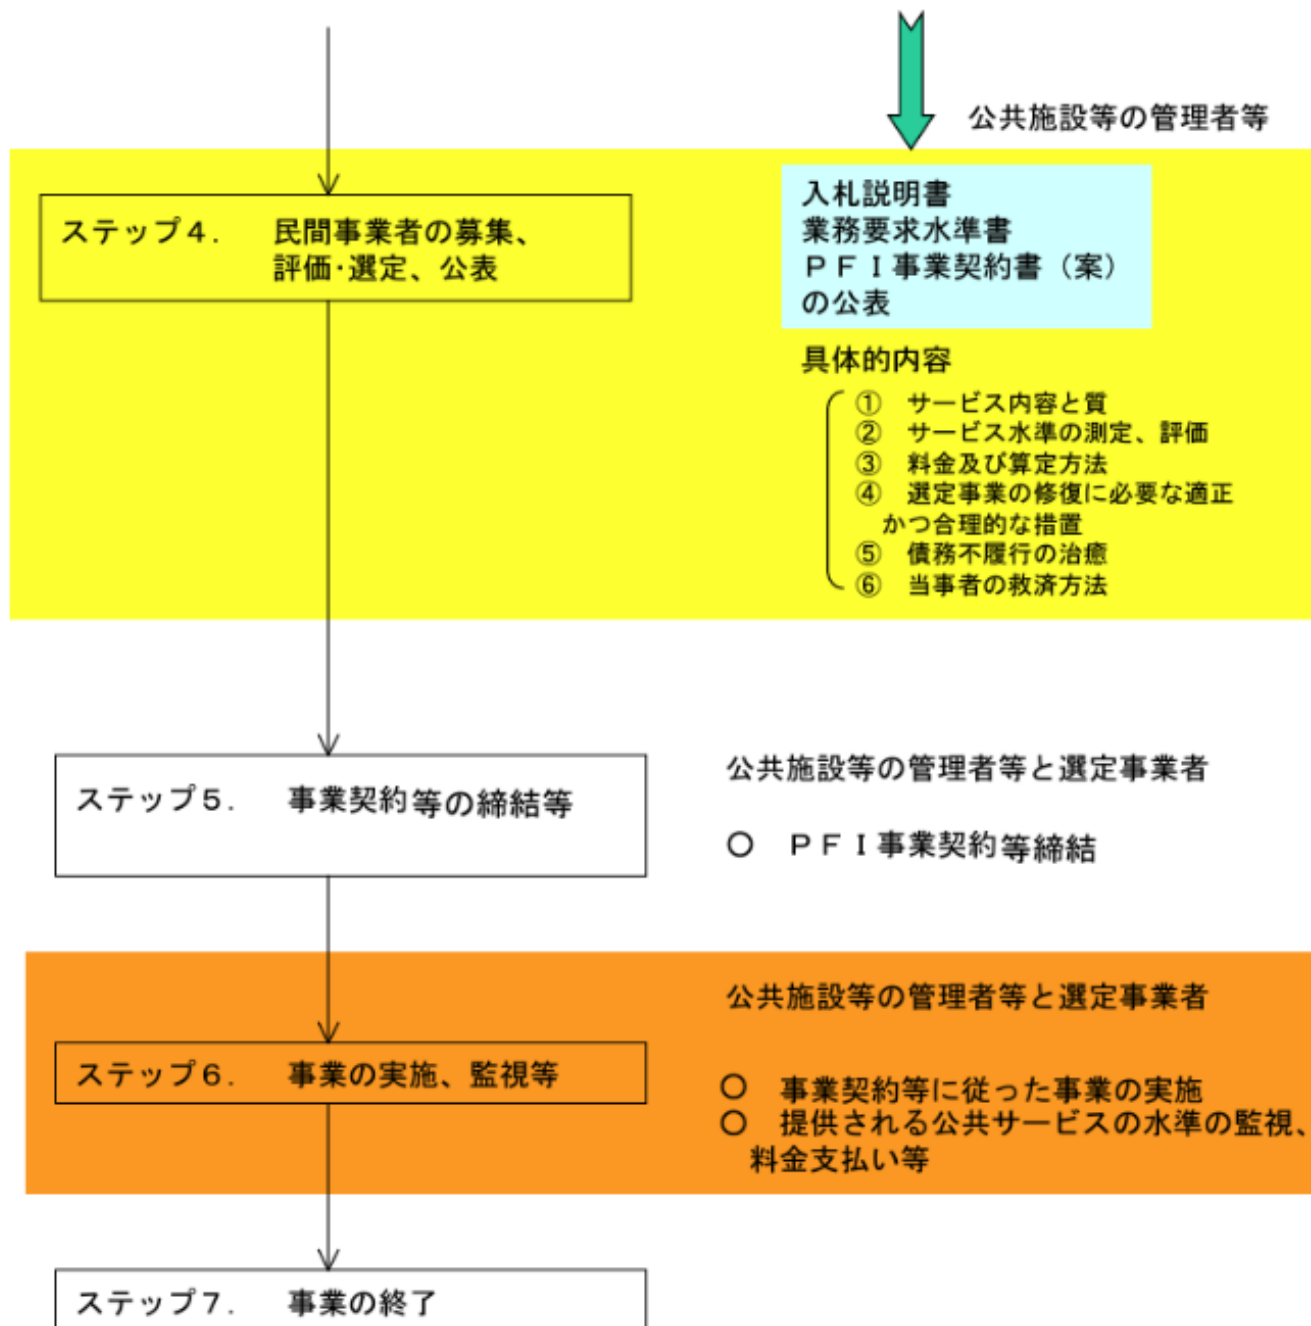 公共施設等の管理者等
ステップ４． 民間事業者の募集、
評価･選定、公表
入札説明書
業務要求水準書
ＰＦＩ事業契約書（案）
の公表
具体的内容
① サービス内容と質
② サービス水準の測定、評価
③ 料金及び算定方法
④ 選定事業の修復に必要な適正
かつ合理的な措置
⑤ 債務不履行の治癒
⑥ 当事者の救済方法
ステップ５． 事業契約等の締結等
公共施設等の管理者等と選定事業者
○ ＰＦＩ事業契約等締結
公共施設等の管理者等と選定事業者
ステップ６． 事業の実施、監視等
○ 事業契約等に従った事業の実施
○ 提供される公共サービスの水準の監視、
料金支払い等
ステップ７． 事業の終了